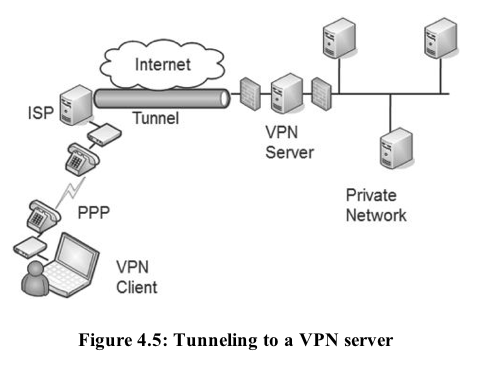 Internet
ISP
Tunnel
VPN
Server
PPP
Private
Network
VPN
Client
Figure 4.5: Tunneling to a VPN server